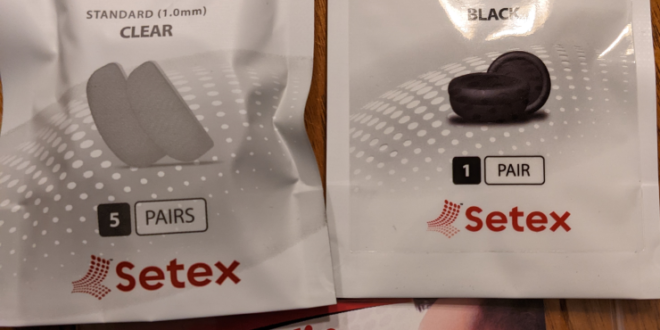 STANDARD (1.0mm)
CLEAR
5 PAIRS
Setex
BLACK
1 PAIR
Setex